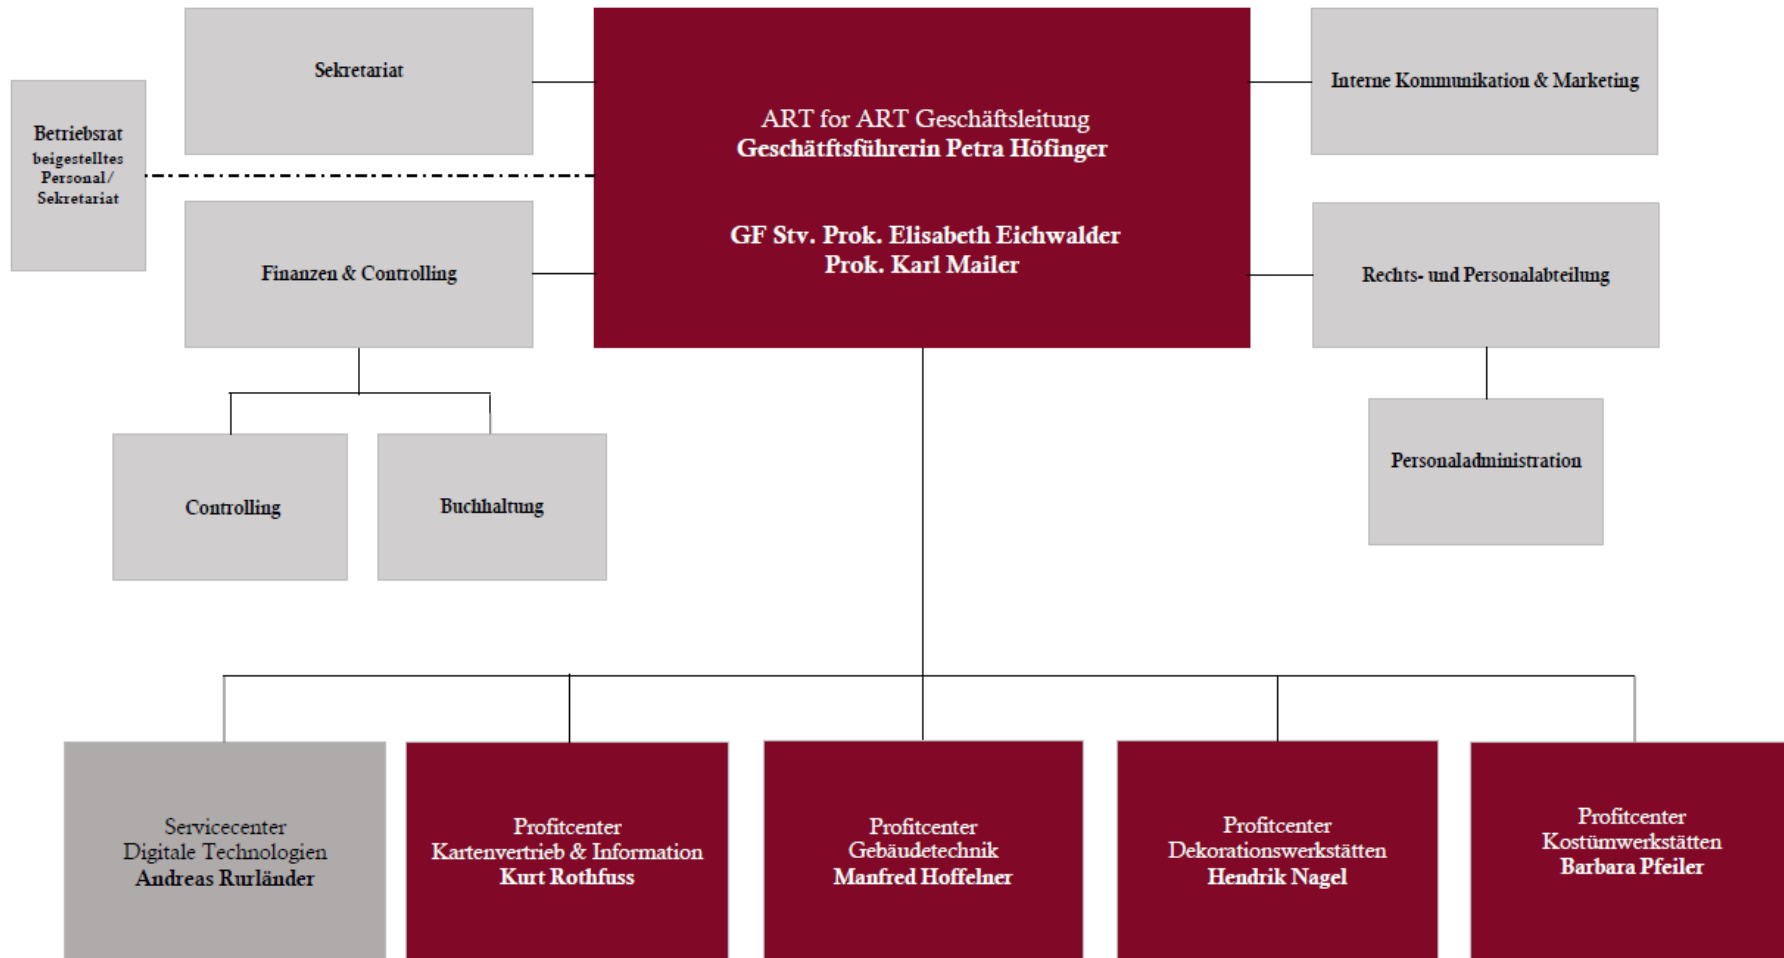 Sekretariat
ART for ART Geschäftsleitung
Geschätftsführerin Petra Höfinger
GF Stv. Prok. Elisabeth Eichwalder
Prok. Karl Mailer
Interne Kommunikation & Marketing
Betriebsrat
beigestelltes
Personal/
Sekretariat
Finanzen & Controlling
Rechts- und Personalabteilung
Controlling
Buchhaltung
Personaladministration
Servicecenter
Digitale Technologien
Andreas Rurländer
Profitcenter
Kartenvertrieb & Information
Kurt Rothfuss
Profitcenter
Gebäudetechnik
Manfred Hoffelner
Profitcenter
Dekorationswerkstätten
Hendrik Nagel
Profitcenter
Kostümwerkstätten
Barbara Pfeiler